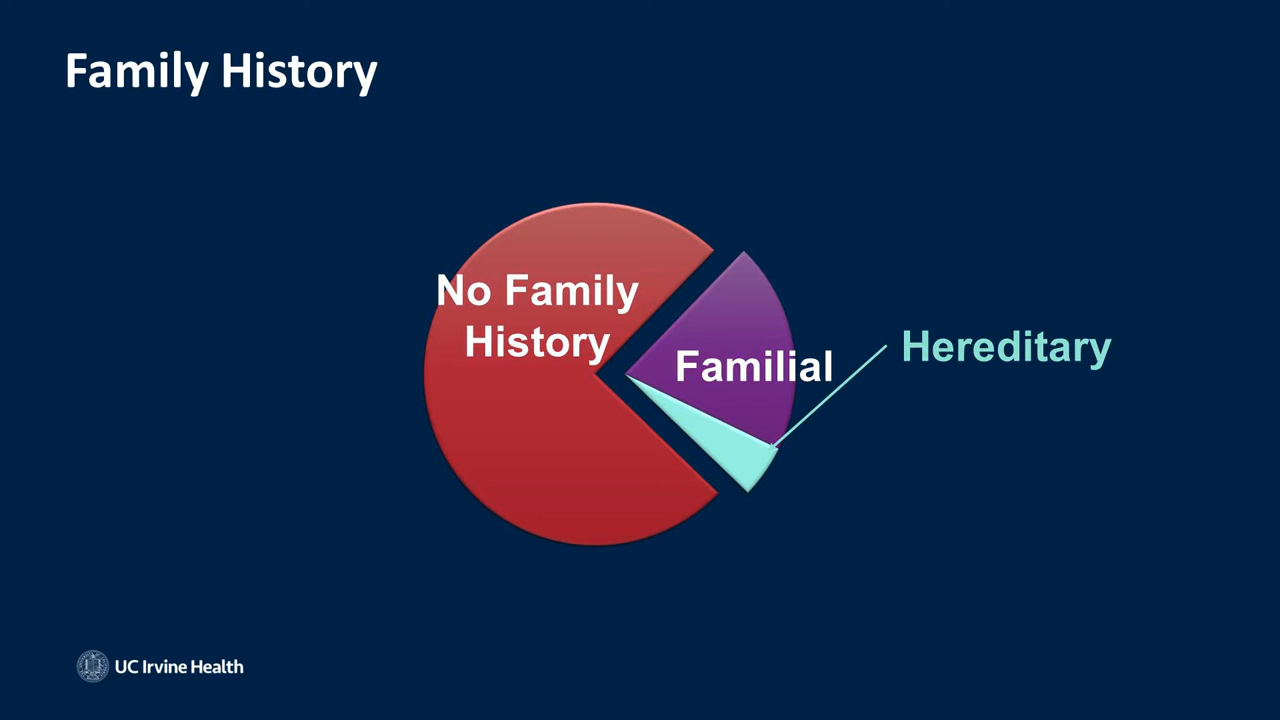 Family History
No Family
History
Familial
Hereditary
UC Irvine Health